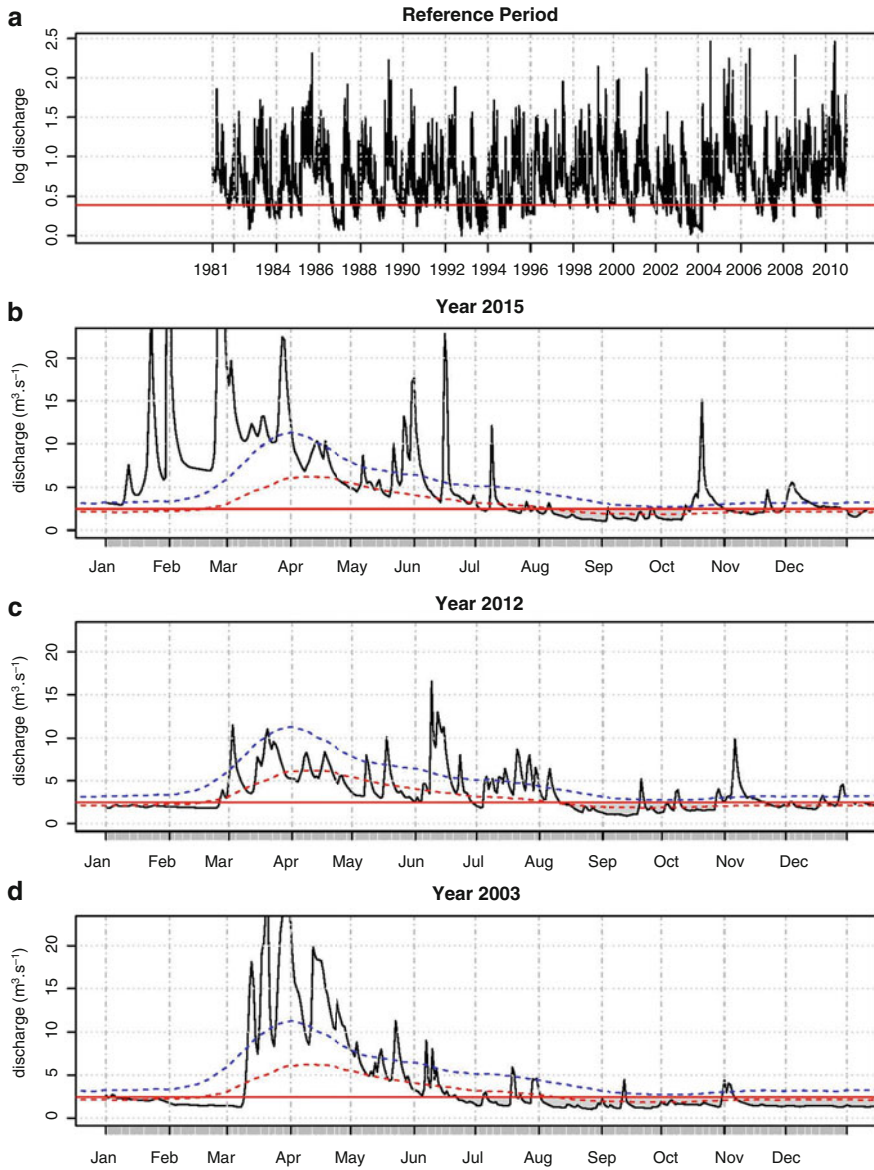 a
Reference Period
log discharge
2.5
2.0
1.5
1.0
0.5
0.0
1981 1984 1986 1988 1990 1992 1994 1996 1998 2000 2002 2004 2006 2008 2010
b
Year 2015
discharge (m³.s⁻¹)
20
15
10
5
0
Jan Feb Mar Apr May Jun Jul Aug Sep Oct Nov Dec
c
Year 2012
discharge (m³.s⁻¹)
20
15
10
5
0
Jan Feb Mar Apr May Jun Jul Aug Sep Oct Nov Dec
d
Year 2003
discharge (m³.s⁻¹)
20
15
10
5
0
Jan Feb Mar Apr May Jun Jul Aug Sep Oct Nov Dec